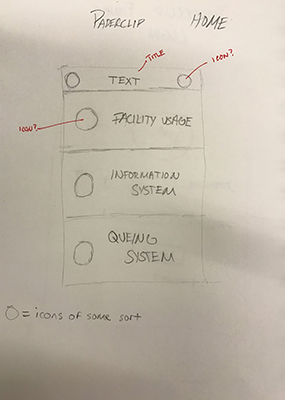 PAPERCLIP HOME
TITLE
ICON?
TEXT
ICON?
FACILITY USAGE
INFORMATION
SYSTEM
QUEING
SYSTEM
O = icons of some sort